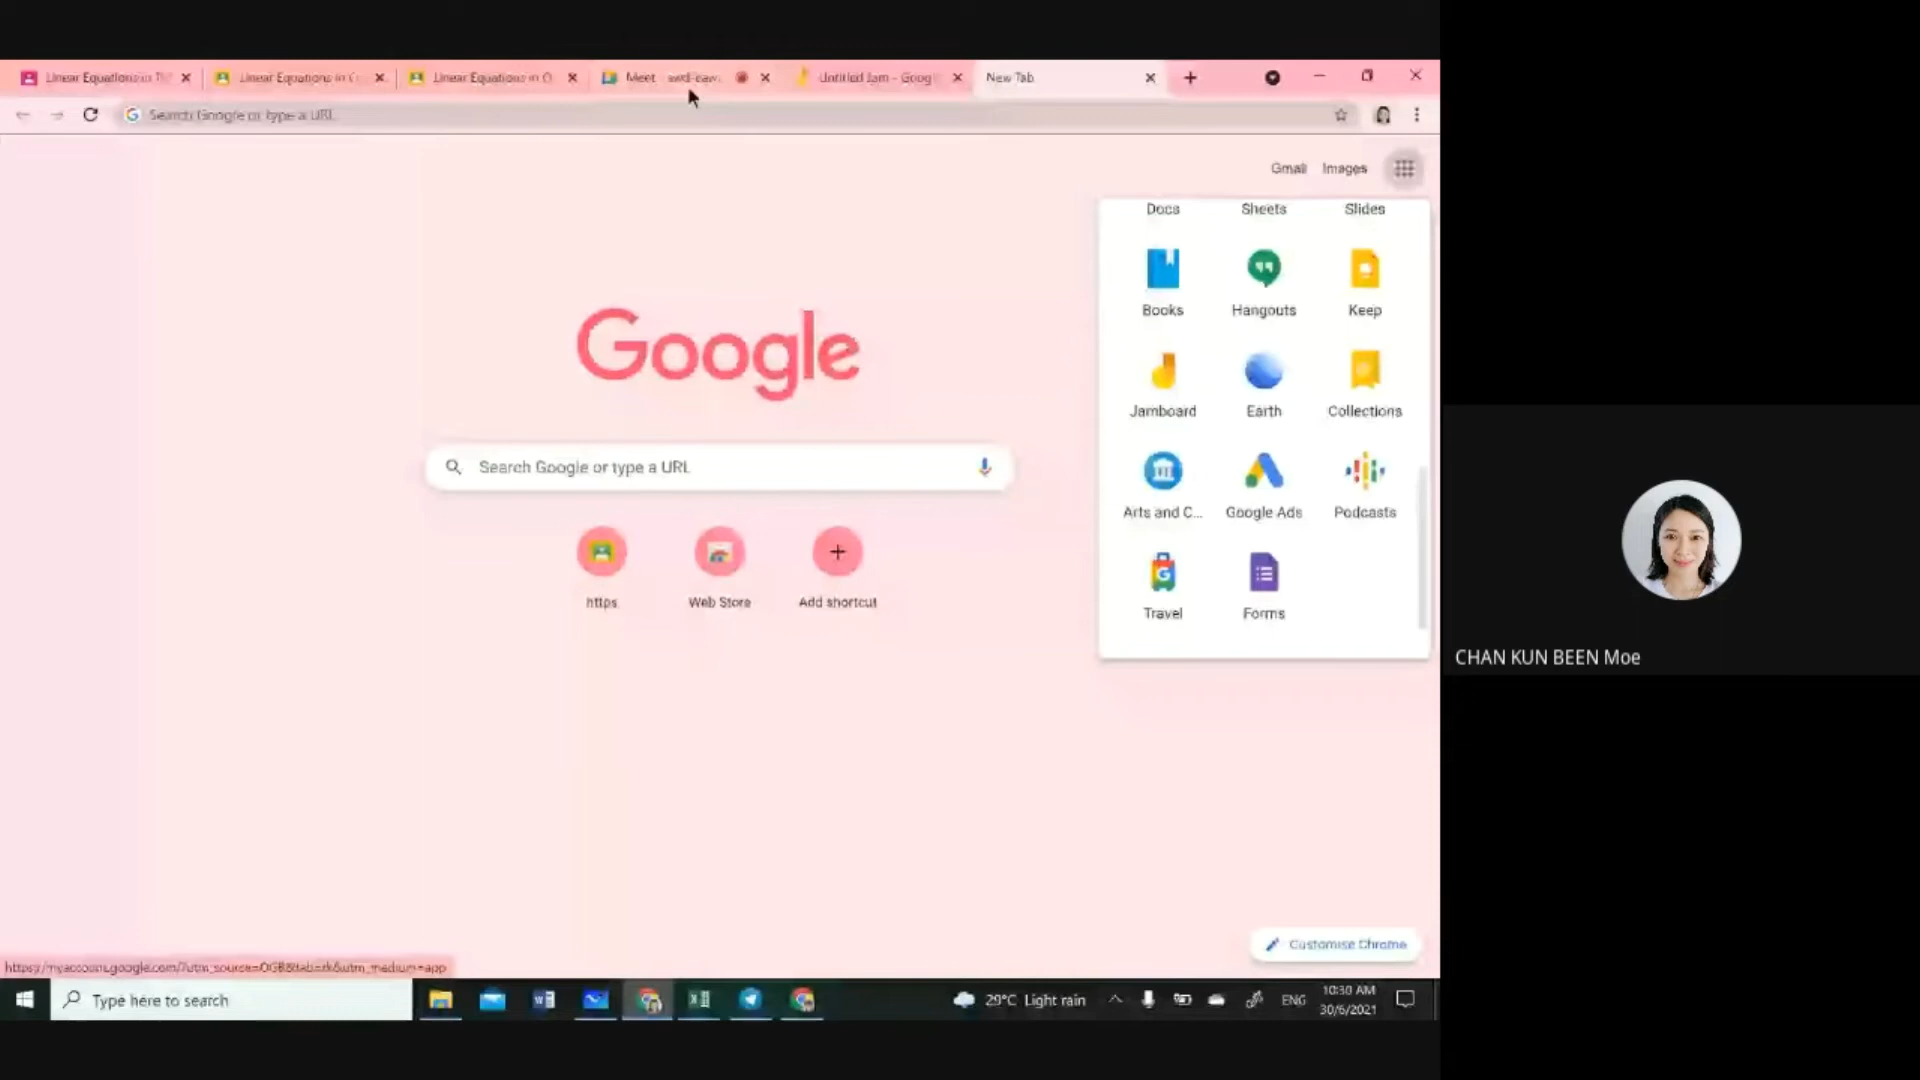 Linear Equations in T
Linear Equations in C
Linear Equations in O
Meet
Untitled Jam - Goog
New Tab
Search Google or type a URL
Gmail
Images
Docs
Sheets
Slides
Books
Hangouts
Keep
Google
Jamboard
Earth
Collections
Search Google or type a URL
Arts and C...
Google Ads
Podcasts
https
Web Store
Add shortcut
Travel
Forms
CHAN KUN BEEN Moe
Customise Chrome
Type here to search
29°C Light rain
ENG
10:30 AM
30/6/2021